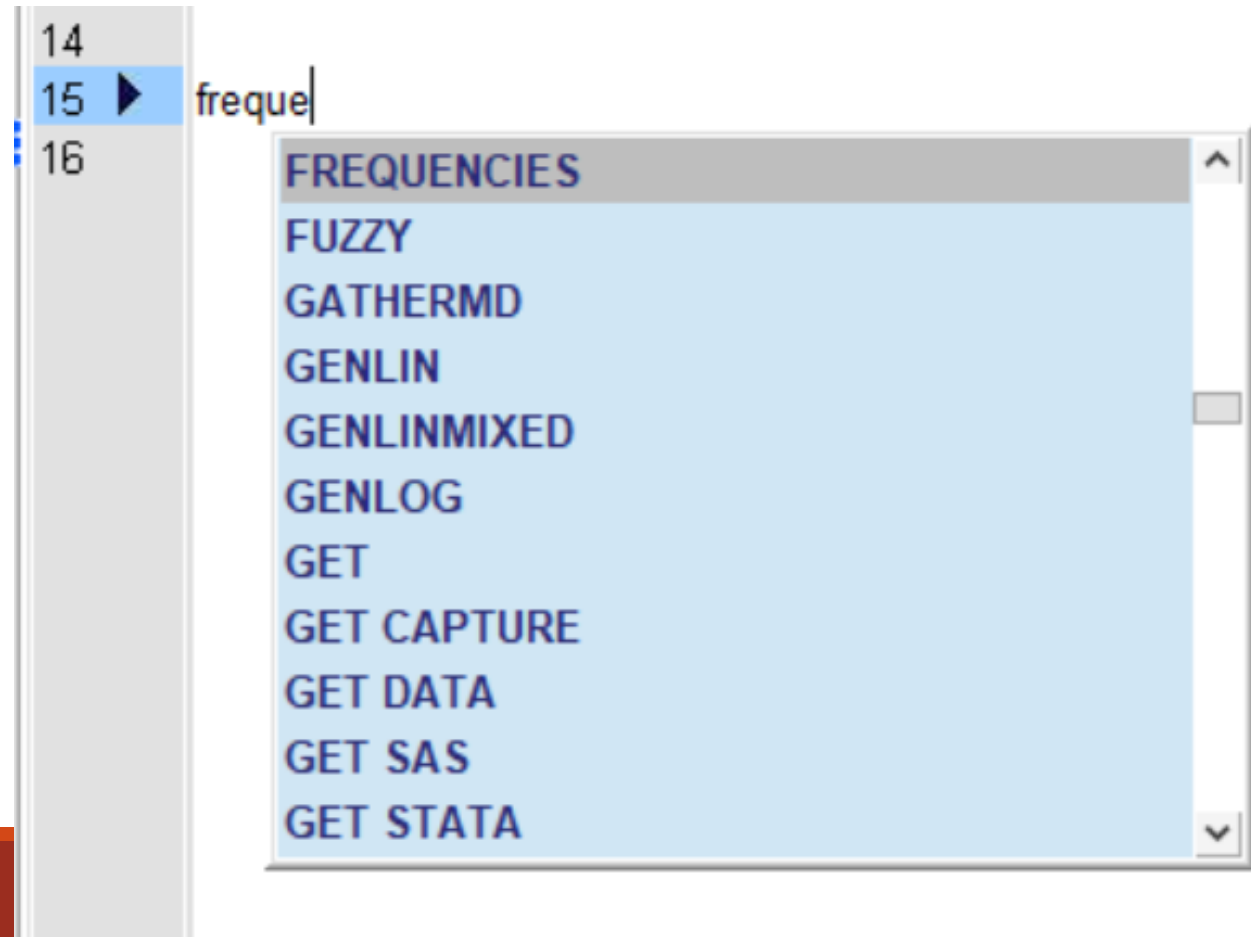 14
15 freque
16
FREQUENCIES
FUZZY
GATHERMD
GENLIN
GENLINMIXED
GENLOG
GET
GET CAPTURE
GET DATA
GET SAS
GET STATA